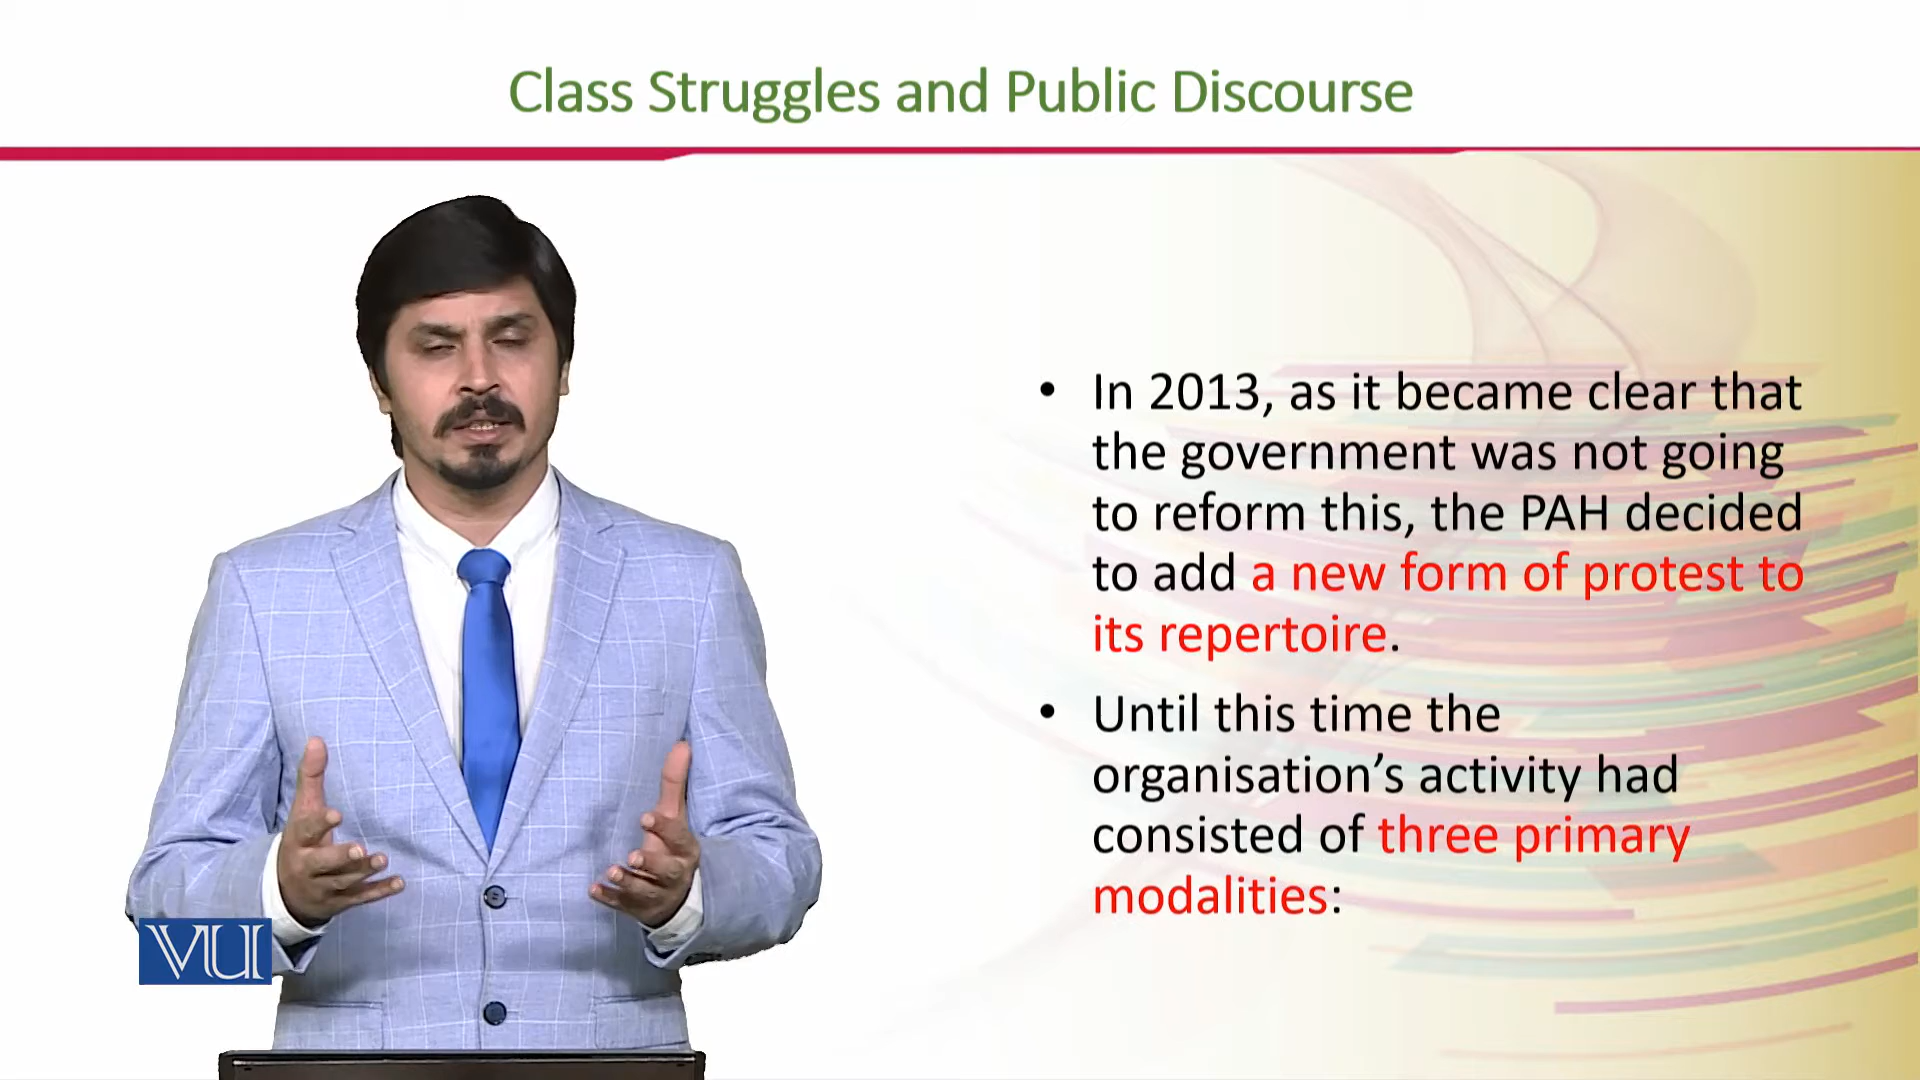 Class Struggles and Public Discourse
• In 2013, as it became clear that
the government was not going
to reform this, the PAH decided
to add a new form of protest to
its repertoire.
• Until this time the
organisation’s activity had
consisted of three primary
modalities:
VU